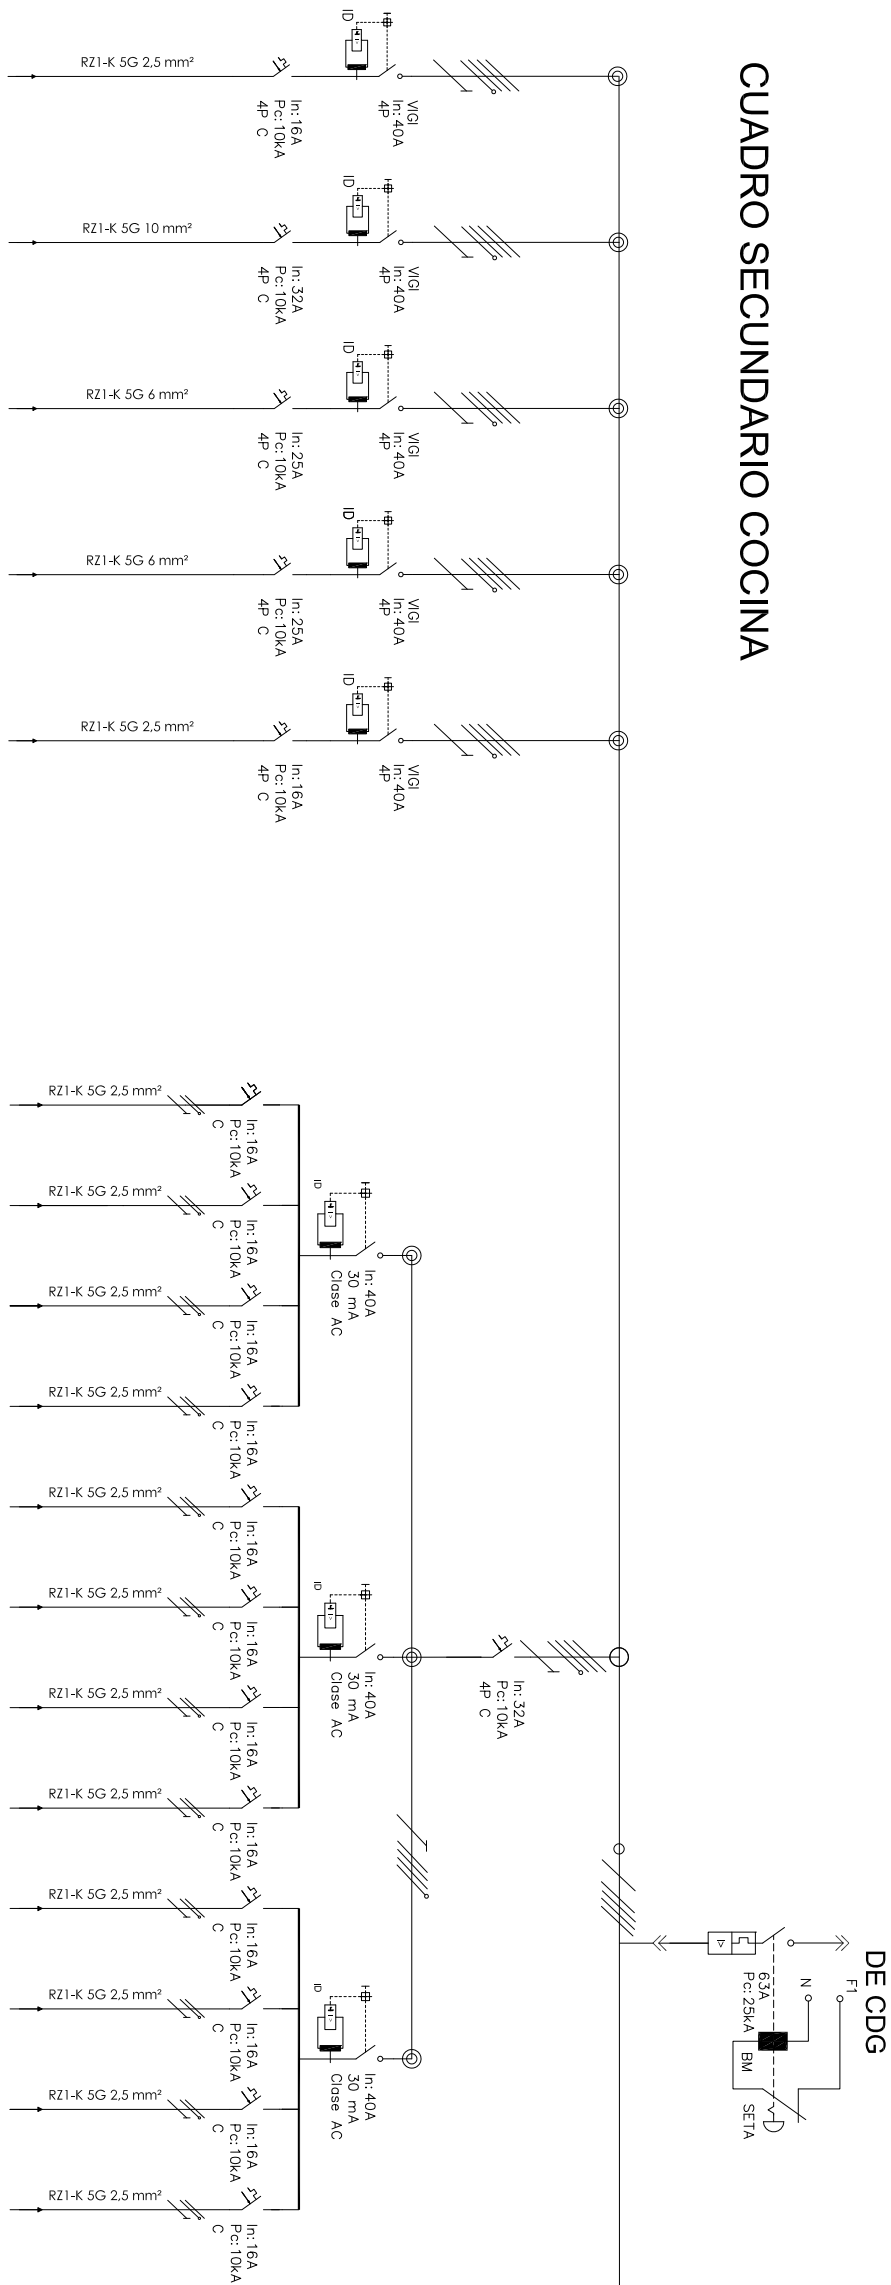 CUADRO SECUNDARIO COCINA
DE CDG
F1
N
63A
Pc: 25kA
BM
SETA
ID
VIGI
In: 40A
4P
In: 16A
Pc: 10kA
4P C
RZ1-K 5G 2,5 mm²
ID
VIGI
In: 40A
4P
In: 32A
Pc: 10kA
4P C
RZ1-K 5G 10 mm²
ID
VIGI
In: 40A
4P
In: 25A
Pc: 10kA
4P C
RZ1-K 5G 6 mm²
ID
VIGI
In: 40A
4P
In: 25A
Pc: 10kA
4P C
RZ1-K 5G 6 mm²
ID
VIGI
In: 40A
4P
In: 16A
Pc: 10kA
4P C
RZ1-K 5G 2,5 mm²
In: 32A
Pc: 10kA
4P C
ID
In: 40A
30 mA
Clase AC
In: 16A
Pc: 10kA
C
RZ1-K 5G 2,5 mm²
In: 16A
Pc: 10kA
C
RZ1-K 5G 2,5 mm²
In: 16A
Pc: 10kA
C
RZ1-K 5G 2,5 mm²
In: 16A
Pc: 10kA
C
RZ1-K 5G 2,5 mm²
ID
In: 40A
30 mA
Clase AC
In: 16A
Pc: 10kA
C
RZ1-K 5G 2,5 mm²
In: 16A
Pc: 10kA
C
RZ1-K 5G 2,5 mm²
In: 16A
Pc: 10kA
C
RZ1-K 5G 2,5 mm²
In: 16A
Pc: 10kA
C
RZ1-K 5G 2,5 mm²
ID
In: 40A
30 mA
Clase AC
In: 16A
Pc: 10kA
C
RZ1-K 5G 2,5 mm²
In: 16A
Pc: 10kA
C
RZ1-K 5G 2,5 mm²
In: 16A
Pc: 10kA
C
RZ1-K 5G 2,5 mm²
In: 16A
Pc: 10kA
C
RZ1-K 5G 2,5 mm²